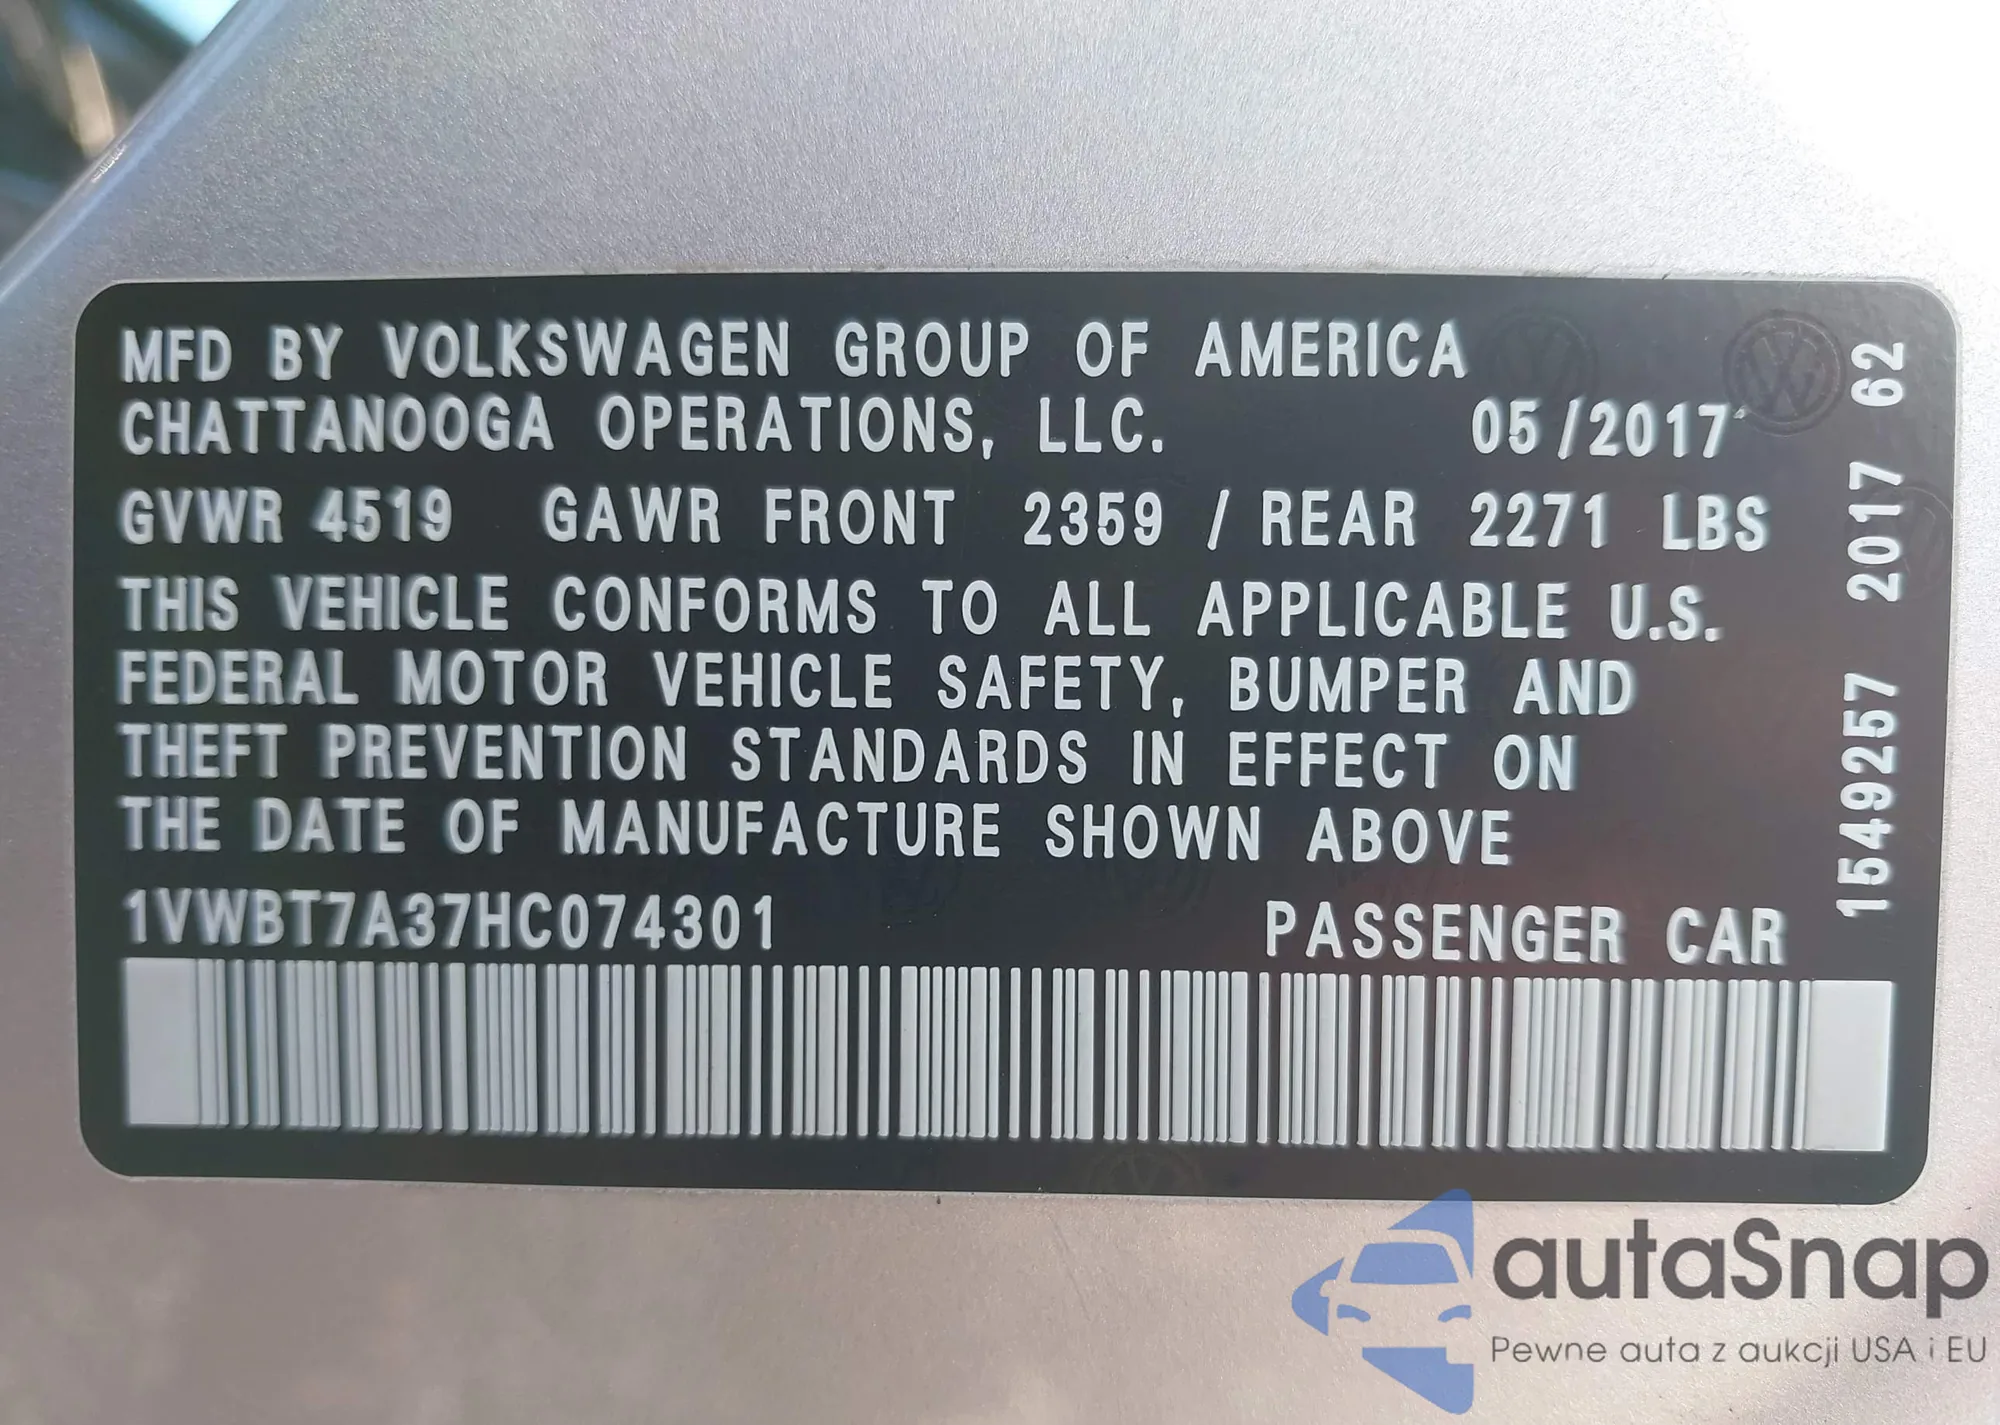 MFD BY VOLKSWAGEN GROUP OF AMERICA
CHATTANOOGA OPERATIONS, LLC. 05/2017
GVWR 4519 GAWR FRONT 2359 / REAR 2271 LBS
THIS VEHICLE CONFORMS TO ALL APPLICABLE U.S.
FEDERAL MOTOR VEHICLE SAFETY, BUMPER AND
THEFT PREVENTION STANDARDS IN EFFECT ON
THE DATE OF MANUFACTURE SHOWN ABOVE
1VWBT7A37HC074301 PASSENGER CAR
1549257 2017 62
autaSnap
Pewne auta z aukcji USA i EU